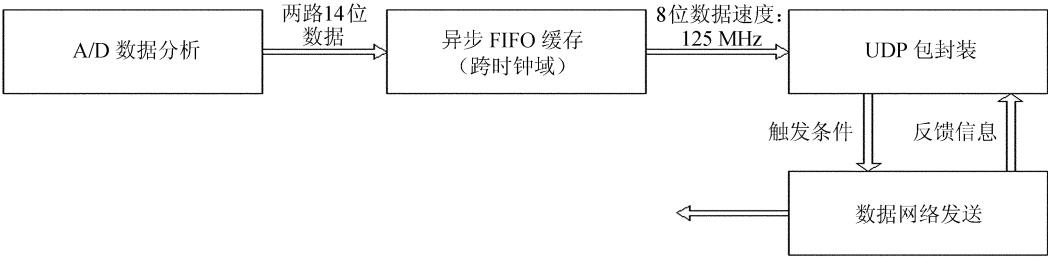 A/D 数据分析
两路14位
数据
异步 FIFO 缓存
（跨时钟域）
8位数据速度：
125 MHz
UDP 包封装
触发条件
反馈信息
数据网络发送